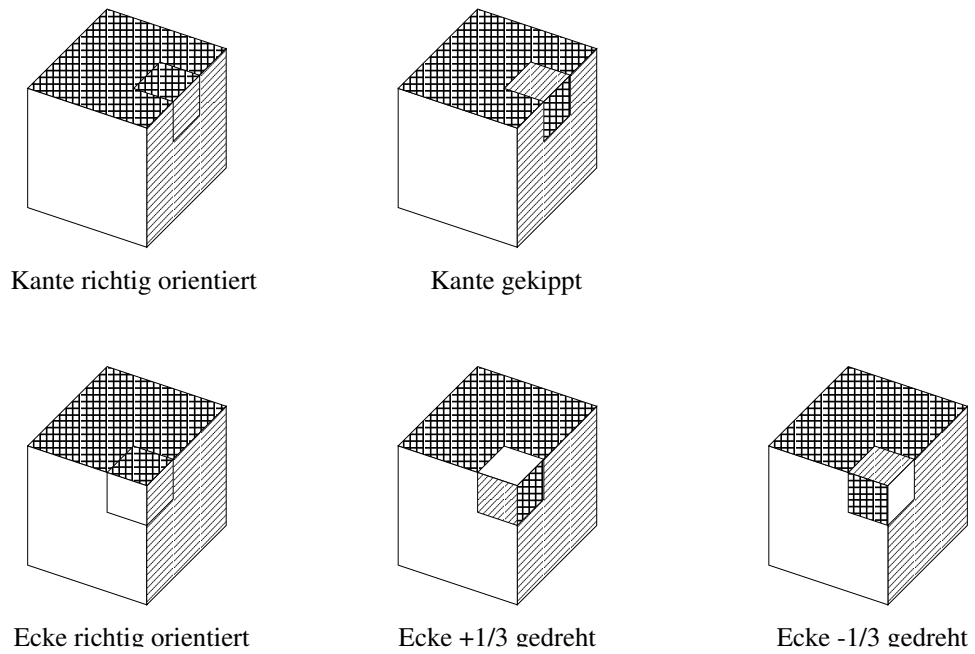 Kante richtig orientiert
Kante gekippt
Ecke richtig orientiert
Ecke +1/3 gedreht
Ecke -1/3 gedreht